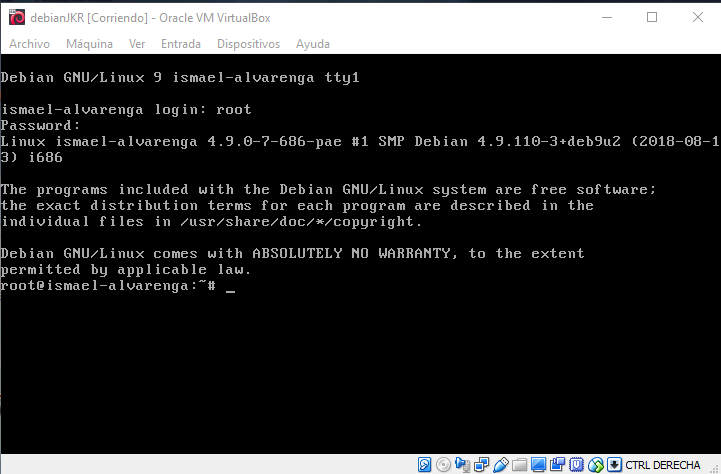 debianJKR [Corriendo] - Oracle VM VirtualBox
Archivo Máquina Ver Entrada Dispositivos Ayuda
Debian GNU/Linux 9 ismael-alvarenga tty1
ismael-alvarenga login: root
Password:
Linux ismael-alvarenga 4.9.0-7-686-pae #1 SMP Debian 4.9.110-3+deb9u2 (2018-08-1
3) i686
The programs included with the Debian GNU/Linux system are free software;
the exact distribution terms for each program are described in the
individual files in /usr/share/doc/*/copyright.
Debian GNU/Linux comes with ABSOLUTELY NO WARRANTY, to the extent
permitted by applicable law.
root@ismael-alvarenga:~# _
CTRL DERECHA